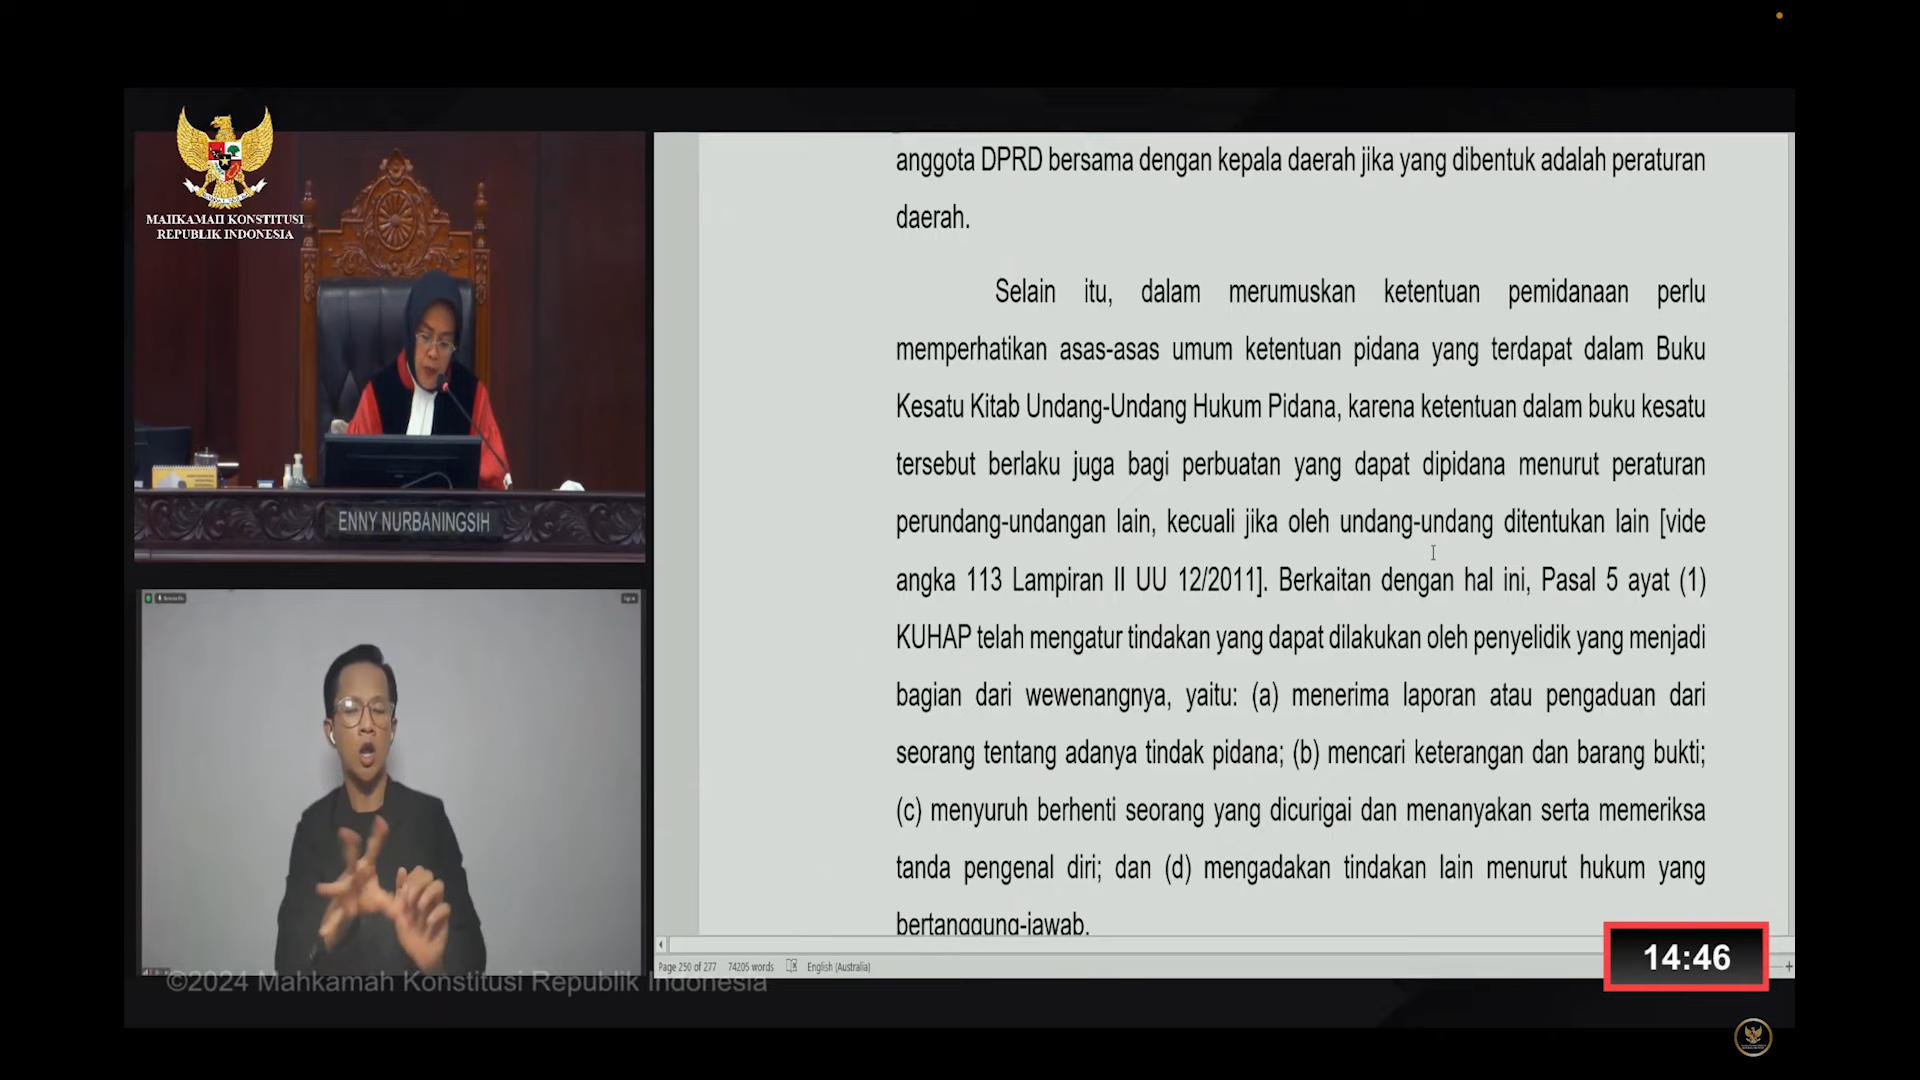 MAHKAMAH KONSTITUSI
REPUBLIK INDONESIA
ENNY NURBANINGSIH
anggota DPRD bersama dengan kepala daerah jika yang dibentuk adalah peraturan
daerah.
Selain itu, dalam merumuskan ketentuan pemidanaan perlu
memperhatikan asas-asas umum ketentuan pidana yang terdapat dalam Buku
Kesatu Kitab Undang-Undang Hukum Pidana, karena ketentuan dalam buku kesatu
tersebut berlaku juga bagi perbuatan yang dapat dipidana menurut peraturan
perundang-undangan lain, kecuali jika oleh undang-undang ditentukan lain [vide
angka 113 Lampiran II UU 12/2011]. Berkaitan dengan hal ini, Pasal 5 ayat (1)
KUHAP telah mengatur tindakan yang dapat dilakukan oleh penyelidik yang menjadi
bagian dari wewenangnya, yaitu: (a) menerima laporan atau pengaduan dari
seorang tentang adanya tindak pidana; (b) mencari keterangan dan barang bukti;
(c) menyuruh berhenti seorang yang dicurigai dan menanyakan serta memeriksa
tanda pengenal diri; dan (d) mengadakan tindakan lain menurut hukum yang
bertanggung-jawab.
Page 250 of 277 74205 words English (Australia)
14:46
©2024 Mahkamah Konstitusi Republik Indonesia